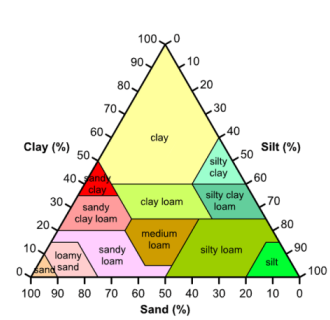 100 0
90 10
80 20
70 30
60 40
50 50
40 60
30 70
20 80
10 90
0 100
Clay (%)
Silt (%)
clay
silty
clay
sandy
clay
clay loam
silty clay
loam
sandy
clay loam
medium
loam
loamy
sand
sandy
loam
silty loam
sand
silt
100 90 80 70 60 50 40 30 20 10 0
Sand (%)